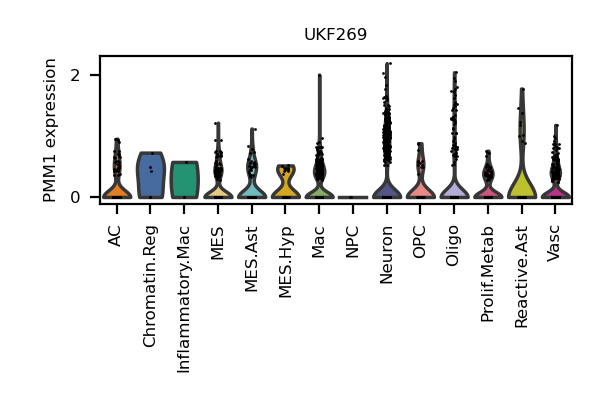 UKF269
PMM1 expression
2
0
AC
Chromatin.Reg
Inflammatory.Mac
MES
MES.Ast
MES.Hyp
Mac
NPC
Neuron
OPC
Oligo
Prolif.Metab
Reactive.Ast
Vasc